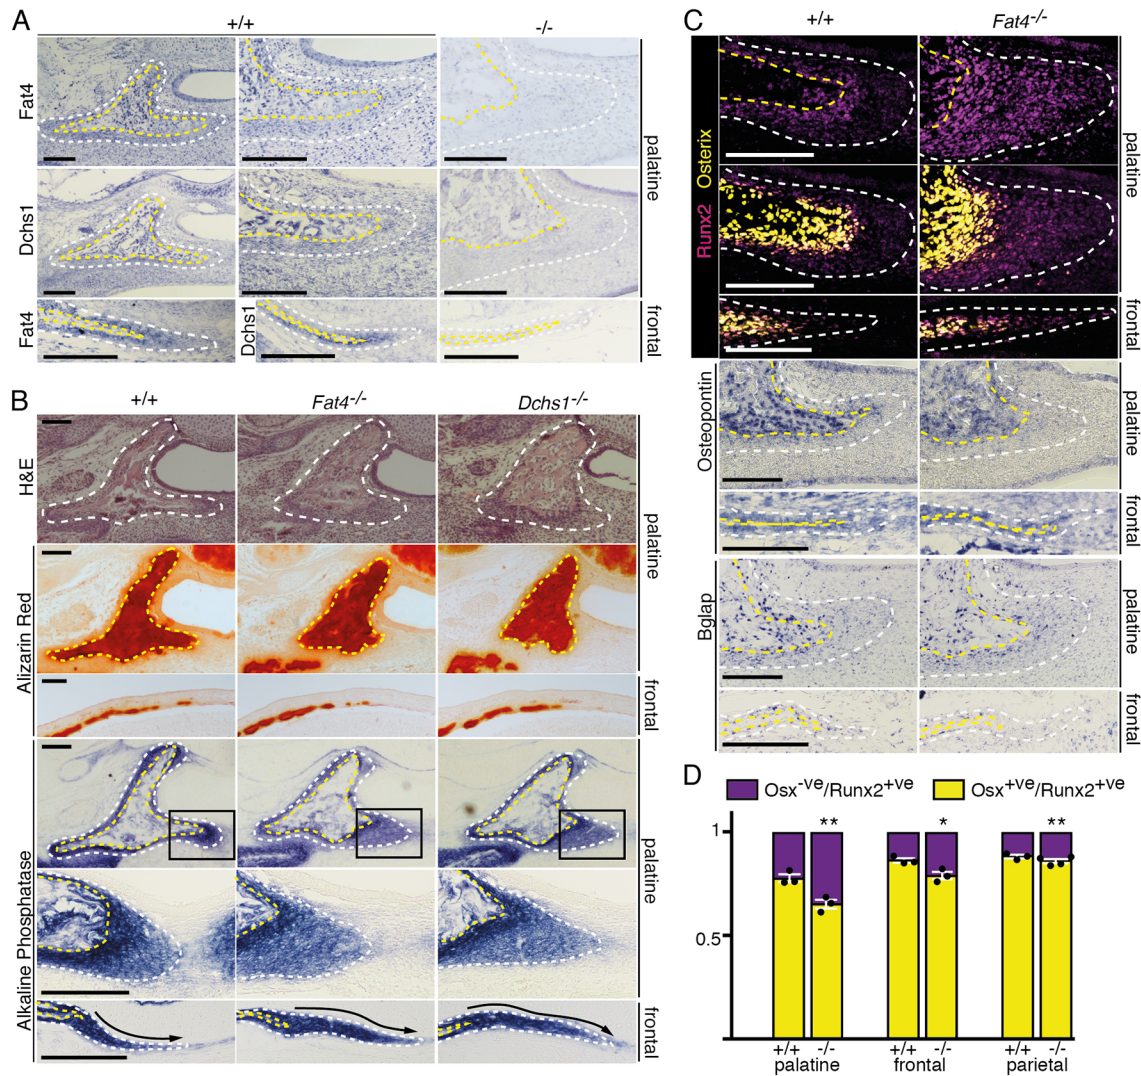 A
+/+
-/-
Fat4
palatine
Dchs1
Fat4
Dchs1
frontal
B
+/+
Fat4-/-
Dchs1-/-
H&E
palatine
Alizarin Red
frontal
Alkaline Phosphatase
palatine
frontal
C
+/+
Fat4-/-
Runx2 Osterix
palatine
frontal
Osteopontin
palatine
frontal
Bglap
palatine
frontal
D
Osx-ve/Runx2+ve Osx+ve/Runx2+ve
** * **
1
0.5
+/+ -/- +/+ -/- +/+ -/-
palatine frontal parietal